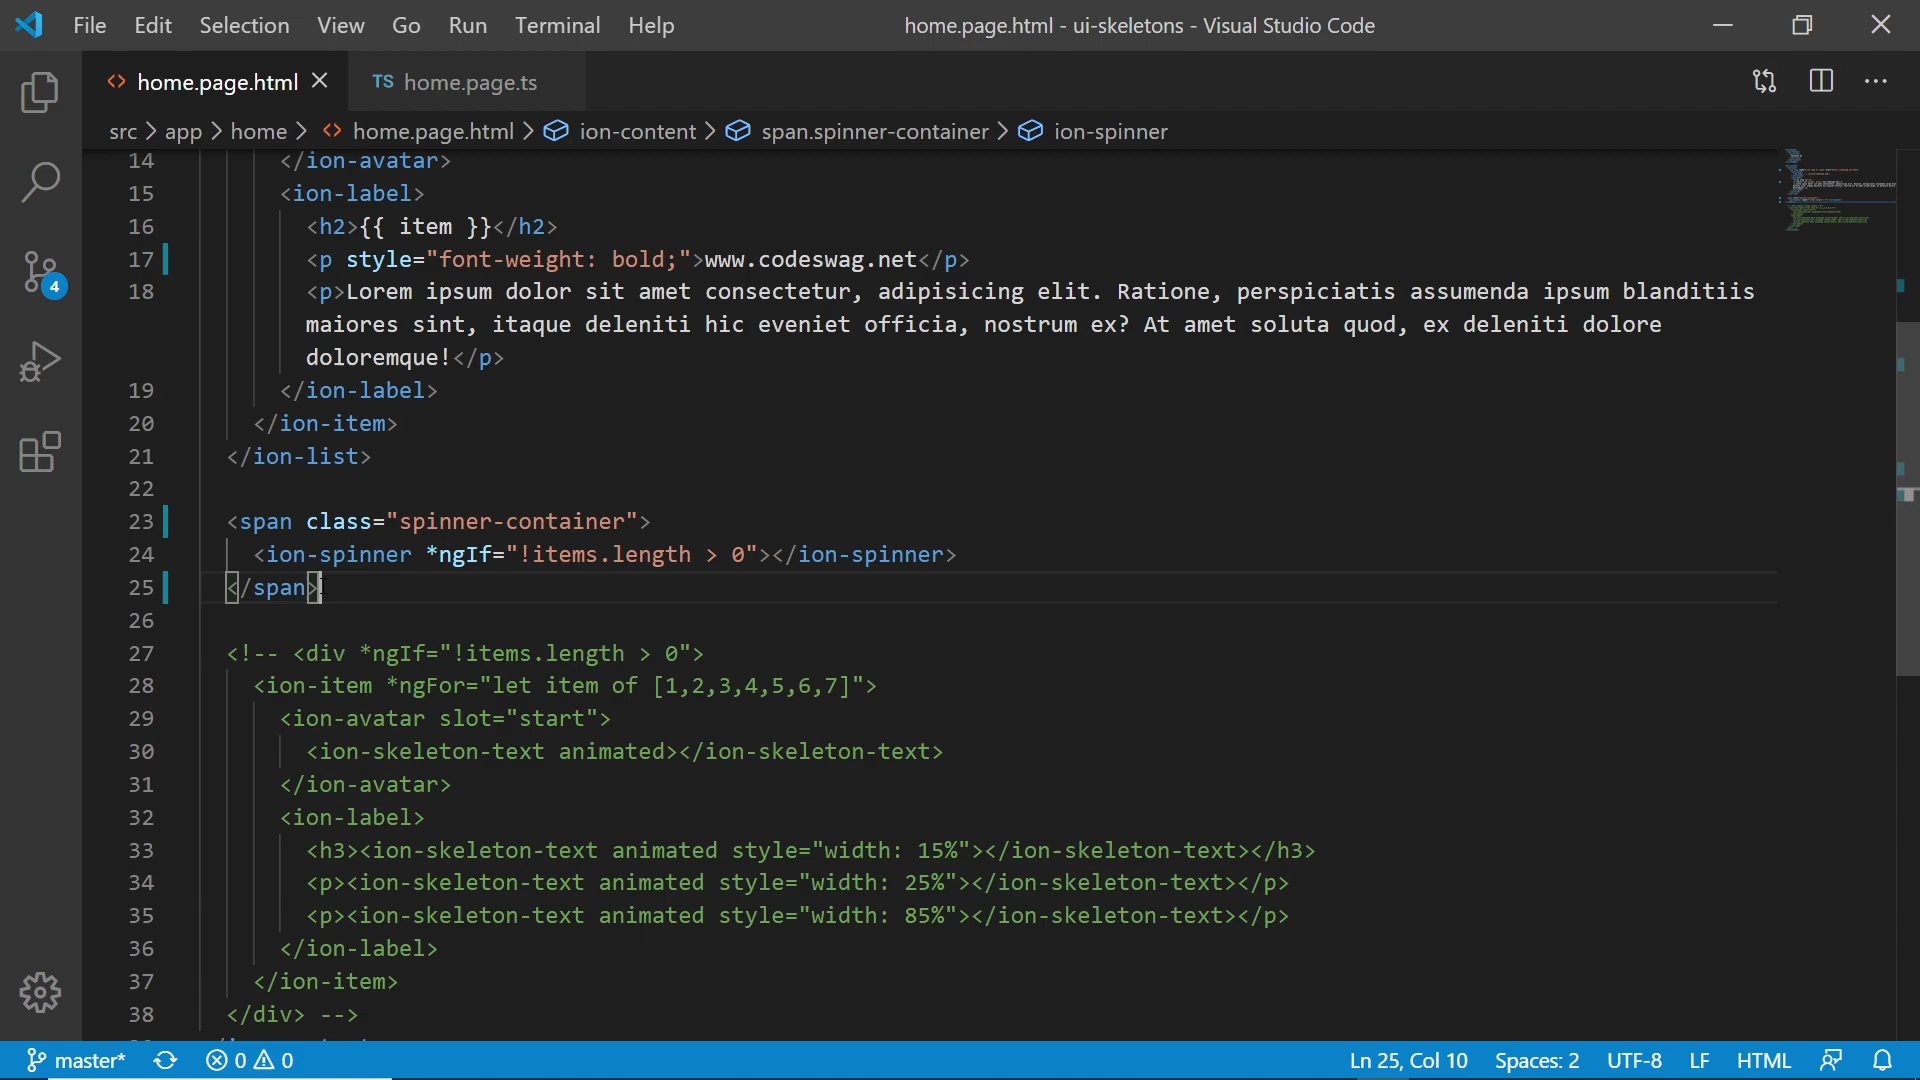 File Edit Selection View Go Run Terminal Help home.page.html - ui-skeletons - Visual Studio Code
home.page.html TS home.page.ts
src > app > home > home.page.html > ion-content > span.spinner-container > ion-spinner
14 </ion-avatar>
15 <ion-label>
16 <h2>{{ item }}</h2>
17 <p style="font-weight: bold;">www.codeswag.net</p>
18 <p>Lorem ipsum dolor sit amet consectetur, adipisicing elit. Ratione, perspiciatis assumenda ipsum blanditiis
maiores sint, itaque deleniti hic eveniet officia, nostrum ex? At amet soluta quod, ex deleniti dolore
doloremque!</p>
19 </ion-label>
20 </ion-item>
21 </ion-list>
22
23 <span class="spinner-container">
24 <ion-spinner *ngIf="!items.length > 0"></ion-spinner>
25 </span>
26
27 <!-- <div *ngIf="!items.length > 0">
28 <ion-item *ngFor="let item of [1,2,3,4,5,6,7]">
29 <ion-avatar slot="start">
30 <ion-skeleton-text animated></ion-skeleton-text>
31 </ion-avatar>
32 <ion-label>
33 <h3><ion-skeleton-text animated style="width: 15%"></ion-skeleton-text></h3>
34 <p><ion-skeleton-text animated style="width: 25%"></ion-skeleton-text></p>
35 <p><ion-skeleton-text animated style="width: 85%"></ion-skeleton-text></p>
36 </ion-label>
37 </ion-item>
38 </div> -->
4
master* 0 0 Ln 25, Col 10 Spaces: 2 UTF-8 LF HTML